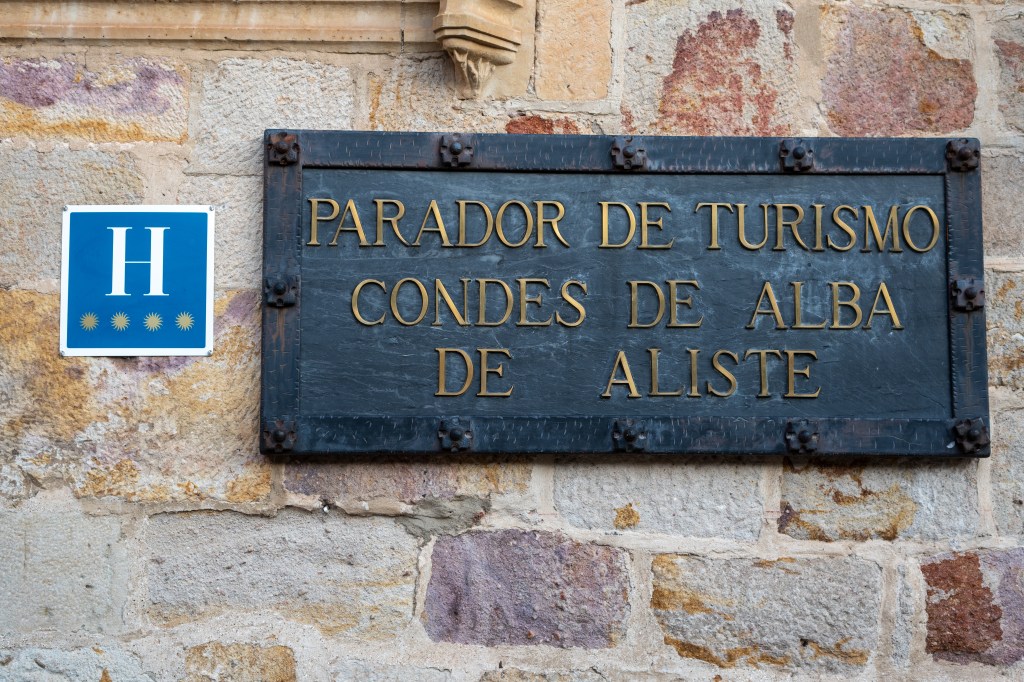 H
PARADOR DE TURISMO
CONDES DE ALBA
DE ALISTE